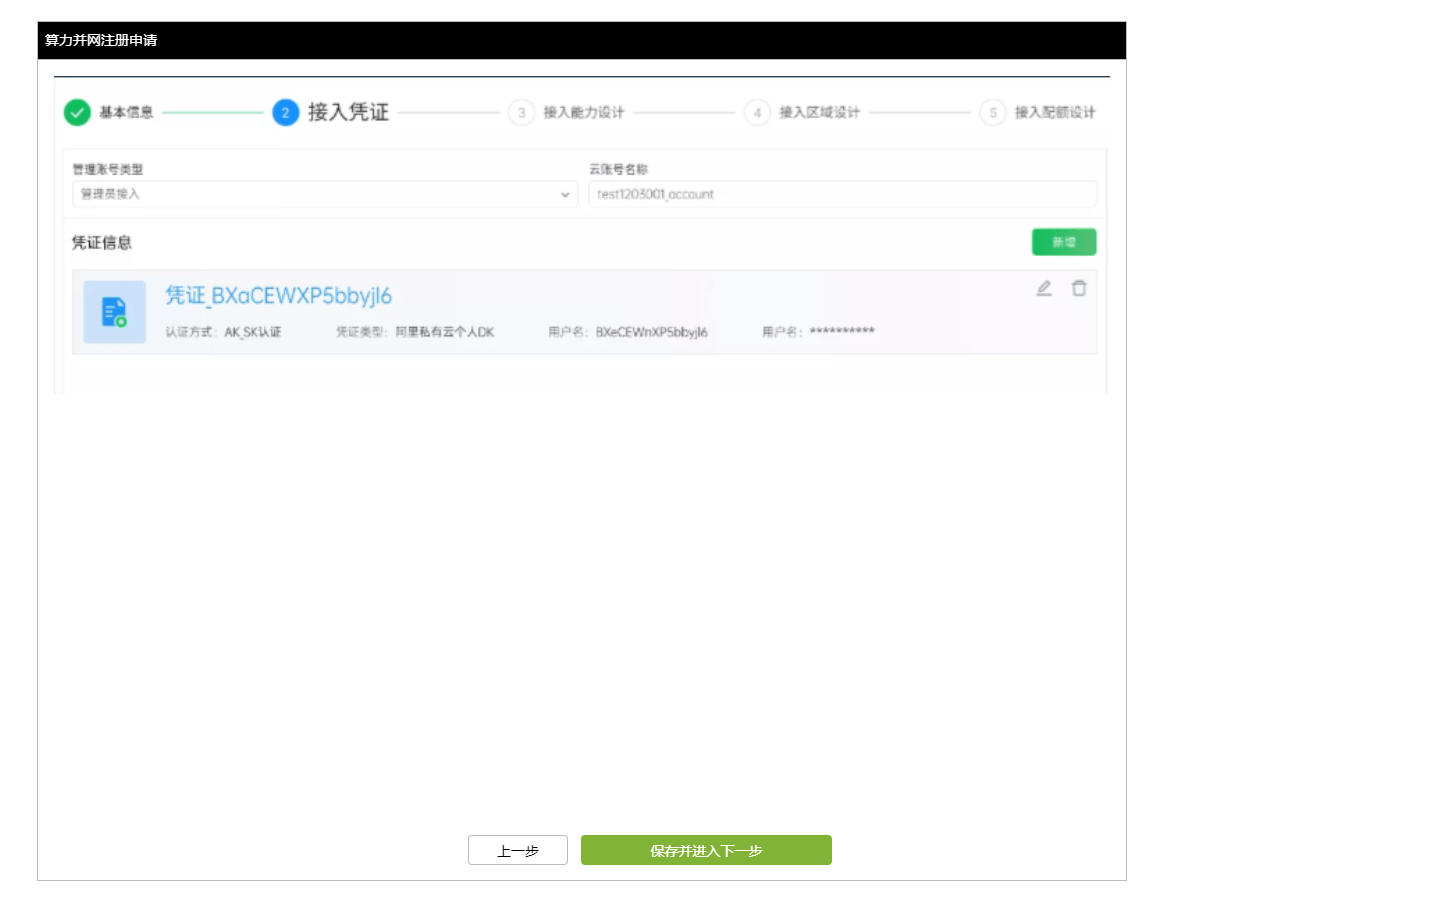 算力并网注册申请
基本信息 2 接入凭证 3 接入能力设计 4 接入区域设计 5 接入配额设计
管理账号类型 云账号名称
管理员接入 test1203001_account
凭证信息 新增
凭证_BXaCEWXP5bbyjl6
认证方式: AK_SK认证 凭证类型: 阿里私有云个人DK 用户名: BXeCEWnXP5bbyjl6 用户名: **********
上一步 保存并进入下一步